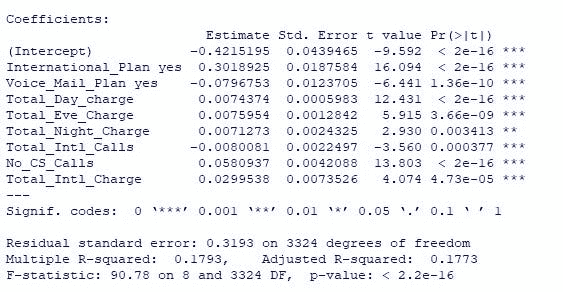 Coefficients:
                         Estimate Std. Error t value Pr(>|t|)
(Intercept)            -0.4215195  0.0439465  -9.592  < 2e-16 ***
International_Plan yes  0.3018925  0.0187584  16.094  < 2e-16 ***
Voice_Mail_Plan yes    -0.0796753  0.0123705  -6.441 1.36e-10 ***
Total_Day_charge        0.0074374  0.0005983  12.431  < 2e-16 ***
Total_Eve_Charge        0.0075954  0.0012842   5.915 3.66e-09 ***
Total_Night_Charge      0.0071273  0.0024325   2.930 0.003413 **
Total_Intl_Calls       -0.0080081  0.0022497  -3.560 0.000377 ***
No_CS_Calls             0.0580937  0.0042088  13.803  < 2e-16 ***
Total_Intl_Charge       0.0299538  0.0073526   4.074 4.73e-05 ***
---
Signif. codes:  0 ‘***’ 0.001 ‘**’ 0.01 ‘*’ 0.05 ‘.’ 0.1 ‘ ’ 1

Residual standard error: 0.3193 on 3324 degrees of freedom
Multiple R-squared:  0.1793,    Adjusted R-squared:  0.1773
F-statistic: 90.78 on 8 and 3324 DF,  p-value: < 2.2e-16